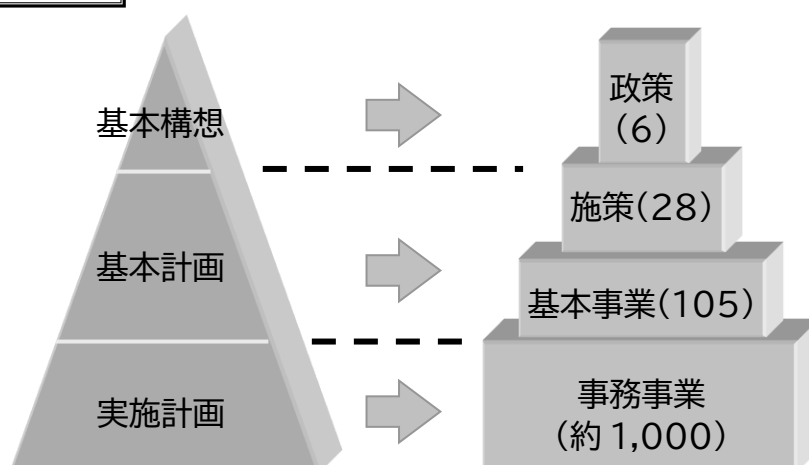 基本構想
政策
(6)
施策(28)
基本計画
基本事業(105)
実施計画
事務事業
(約1,000)